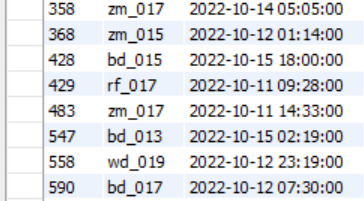 358 zm_017 2022-10-14 05:05:00
368 zm_015 2022-10-12 01:14:00
428 bd_015 2022-10-15 18:00:00
429 rf_017 2022-10-11 09:28:00
483 zm_017 2022-10-11 14:33:00
547 bd_013 2022-10-15 02:19:00
558 wd_019 2022-10-12 23:19:00
590 bd_017 2022-10-12 07:30:00